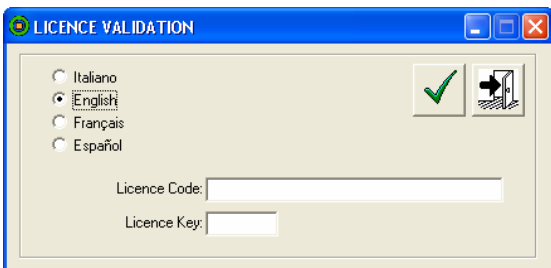 LICENCE VALIDATION
Italiano
English
Français
Español
Licence Code:
Licence Key: